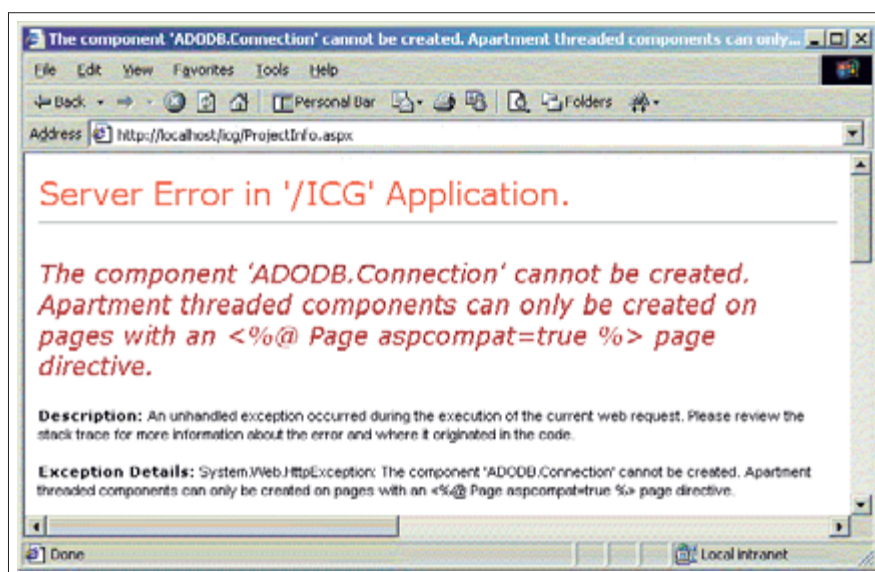 The component 'ADODB.Connection' cannot be created. Apartment threaded components can only...
File Edit View Favorites Tools Help
Back Personal Bar Folders
Address http://localhost/icg/ProjectInfo.aspx
Server Error in '/ICG' Application.
The component 'ADODB.Connection' cannot be created.
Apartment threaded components can only be created on
pages with an <%@ Page aspcompat=true %> page
directive.
Description: An unhandled exception occurred during the execution of the current web request. Please review the
stack trace for more information about the error and where it originated in the code.
Exception Details: System.Web.HttpException: The component 'ADODB.Connection' cannot be created. Apartment
threaded components can only be created on pages with an <%@ Page aspcompat=true %> page directive.
Done Local intranet